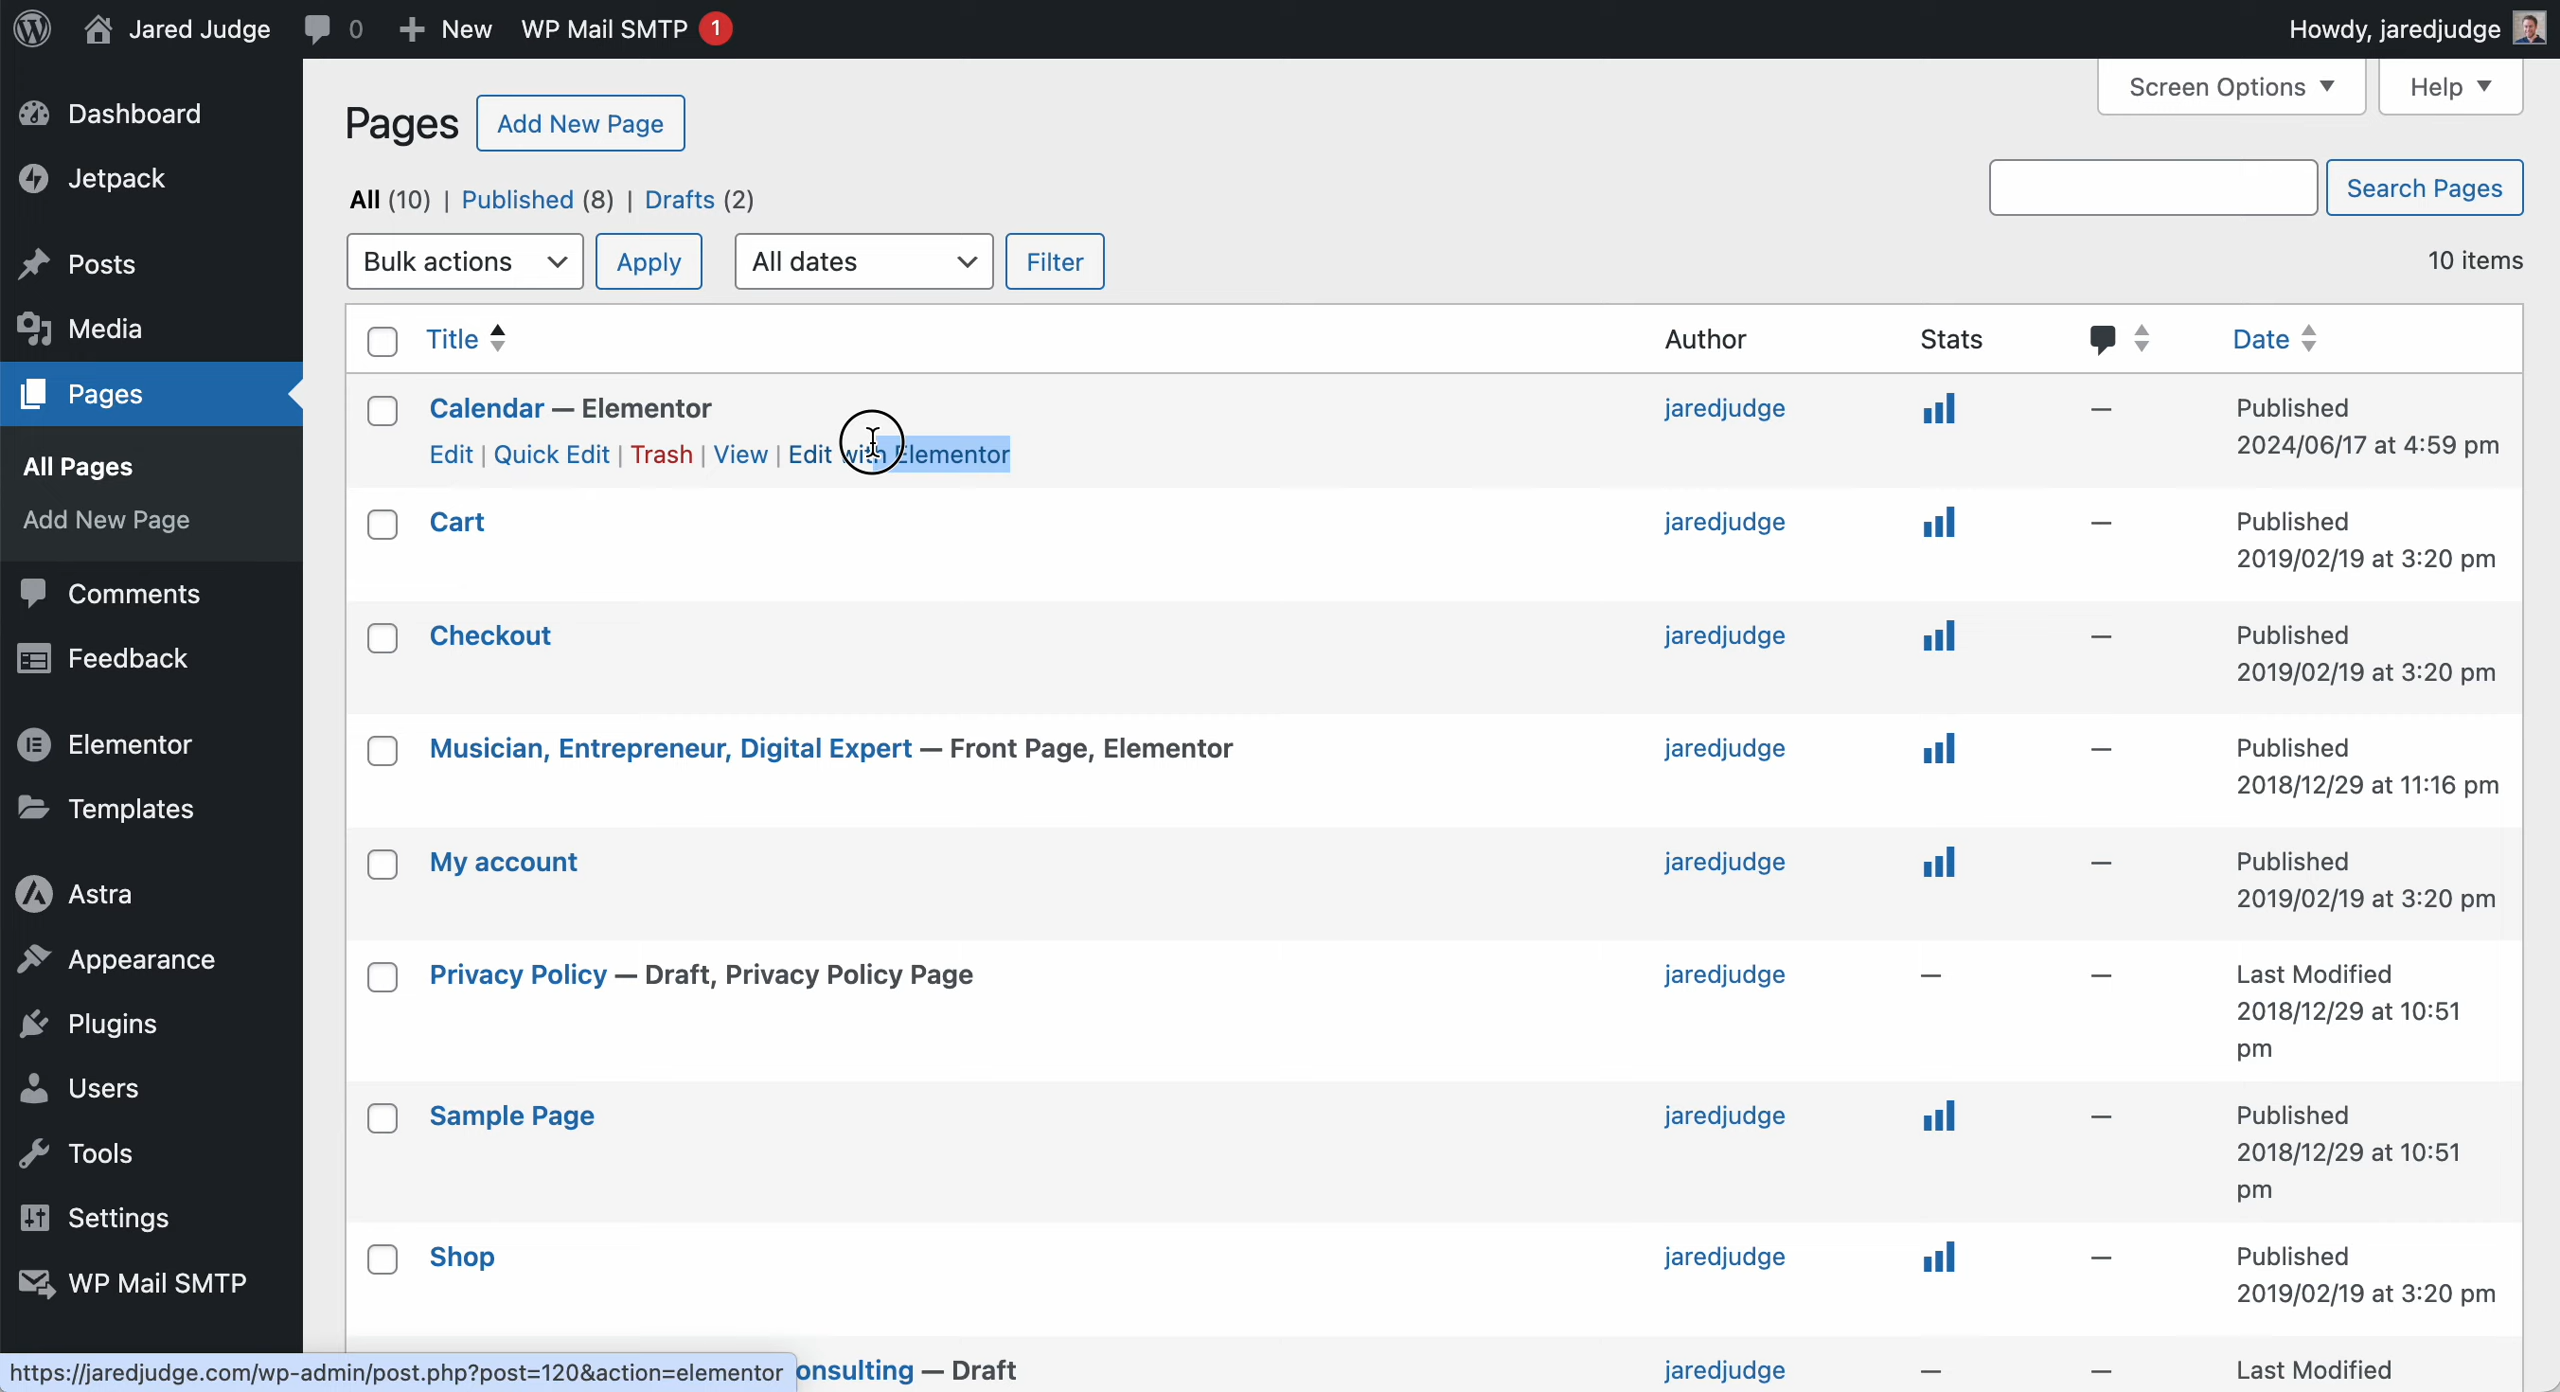 Jared Judge 0 New WP Mail SMTP 1 Howdy, jaredjudge
Dashboard
Jetpack
Posts
Media
Pages
All Pages
Add New Page
Comments
Feedback
Elementor
Templates
Astra
Appearance
Plugins
Users
Tools
Settings
WP Mail SMTP
Screen Options Help
Pages Add New Page
All (10) | Published (8) | Drafts (2)
Search Pages
Bulk actions Apply All dates Filter 10 items
Title Author Stats Date
Calendar — Elementor jaredjudge — Published
Edit | Quick Edit | Trash | View | Edit with Elementor 2024/06/17 at 4:59 pm
Cart jaredjudge — Published
2019/02/19 at 3:20 pm
Checkout jaredjudge — Published
2019/02/19 at 3:20 pm
Musician, Entrepreneur, Digital Expert — Front Page, Elementor jaredjudge — Published
2018/12/29 at 11:16 pm
My account jaredjudge — Published
2019/02/19 at 3:20 pm
Privacy Policy — Draft, Privacy Policy Page jaredjudge — — Last Modified
2018/12/29 at 10:51
pm
Sample Page jaredjudge — Published
2018/12/29 at 10:51
pm
Shop jaredjudge — Published
2019/02/19 at 3:20 pm
onsulting — Draft jaredjudge — — Last Modified
https://jaredjudge.com/wp-admin/post.php?post=120&action=elementor